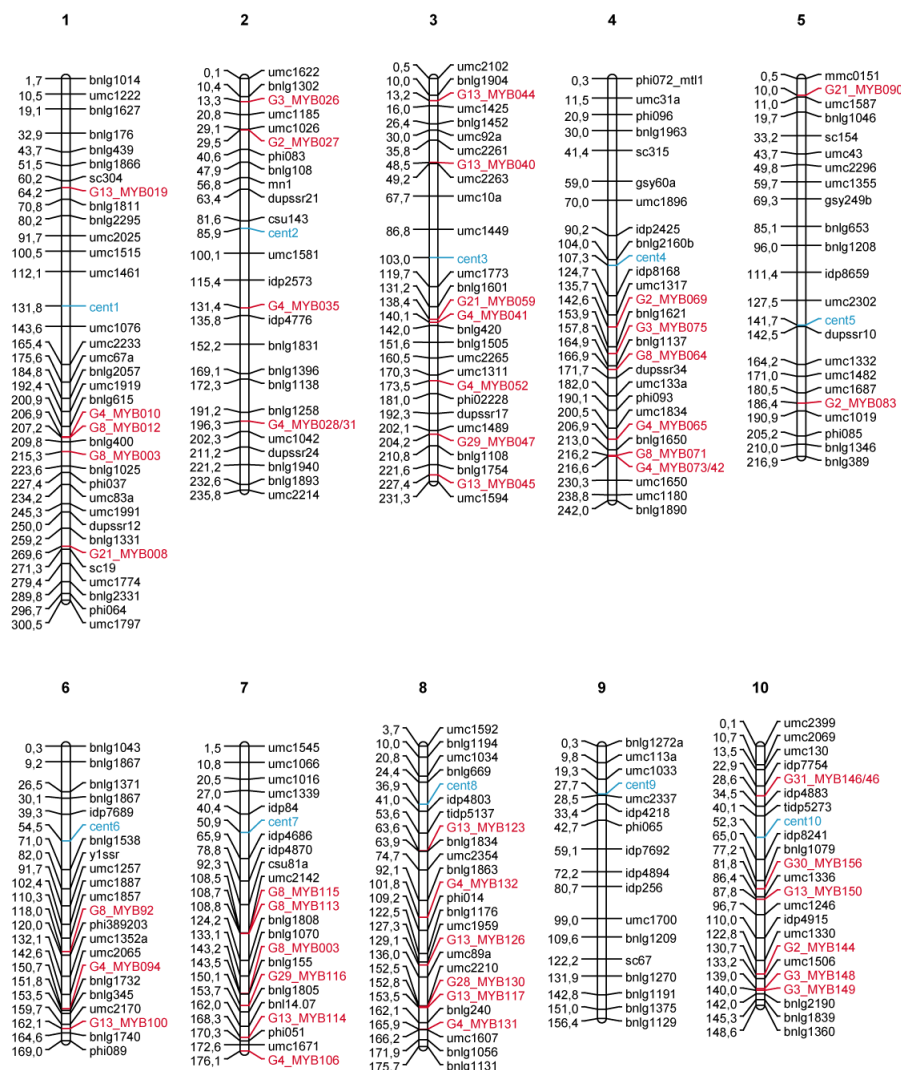 1
1,7 bnlg1014
10,5 umc1222
19,1 bnlg1627
32,9 bnlg176
43,7 bnlg439
51,5 bnlg1866
60,2 sc304
64,2 G13_MYB019
70,8 bnlg1811
80,2 bnlg2295
91,7 umc2025
100,5 umc1515
112,1 umc1461
131,8 cent1
143,6 umc1076
165,4 umc2233
175,6 umc67a
184,8 bnlg2057
192,4 umc1919
200,9 bnlg615
206,9 G4_MYB010
207,2 G8_MYB012
209,8 bnlg400
215,3 G8_MYB003
223,6 bnlg1025
227,4 phi037
234,2 umc83a
245,3 umc1991
250,0 dupssr12
259,2 bnlg1331
269,6 G21_MYB008
271,3 sc19
279,4 umc1774
289,8 bnlg2331
296,7 phi064
300,5 umc1797
2
0,1 umc1622
10,4 bnlg1302
13,3 G3_MYB026
20,8 umc1185
29,1 umc1026
29,5 G2_MYB027
40,6 phi083
47,9 bnlg108
56,8 mn1
63,4 dupssr21
81,6 csu143
85,9 cent2
100,1 umc1581
115,4 idp2573
131,4 G4_MYB035
135,8 idp4776
152,2 bnlg1831
169,1 bnlg1396
172,3 bnlg1138
191,2 bnlg1258
196,3 G4_MYB028/31
202,3 umc1042
211,2 dupssr24
221,2 bnlg1940
232,6 bnlg1893
235,8 umc2214
3
0,5 umc2102
10,0 bnlg1904
13,2 G13_MYB044
16,0 umc1425
26,4 bnlg1452
30,0 umc92a
35,8 umc2261
48,5 G13_MYB040
49,2 umc2263
67,7 umc10a
86,8 umc1449
103,0 cent3
119,7 umc1773
131,2 bnlg1601
138,4 G21_MYB059
140,1 G4_MYB041
142,0 bnlg420
151,6 bnlg1505
160,5 umc2265
170,3 umc1311
173,5 G4_MYB052
181,0 phi02228
192,3 dupssr17
202,1 umc1489
204,2 G29_MYB047
210,8 bnlg1108
221,6 bnlg1754
227,4 G13_MYB045
231,3 umc1594
4
0,3 phi072_mtl1
11,5 umc31a
20,9 phi096
30,0 bnlg1963
41,4 sc315
59,0 gsy60a
70,0 umc1896
90,2 idp2425
104,0 bnlg2160b
107,3 cent4
124,7 idp8168
135,7 umc1317
142,6 G2_MYB069
153,9 bnlg1621
157,8 G3_MYB075
164,9 bnlg1137
166,9 G8_MYB064
171,7 dupssr34
182,0 umc133a
190,1 phi093
200,5 umc1834
206,9 G4_MYB065
213,0 bnlg1650
216,2 G8_MYB071
216,6 G4_MYB073/42
230,3 umc1650
238,8 umc1180
242,0 bnlg1890
5
0,5 mmc0151
10,0 G21_MYB090
11,0 umc1587
19,7 bnlg1046
33,2 sc154
43,7 umc43
49,8 umc2296
59,7 umc1355
69,3 gsy249b
85,1 bnlg653
96,0 bnlg1208
111,4 idp8659
127,5 umc2302
141,7 cent5
142,5 dupssr10
164,2 umc1332
171,0 umc1482
180,5 umc1687
186,4 G2_MYB083
190,9 umc1019
205,2 phi085
210,0 bnlg1346
216,9 bnlg389
6
0,3 bnlg1043
9,2 bnlg1867
26,5 bnlg1371
30,1 bnlg1867
39,3 idp7689
54,5 cent6
71,0 bnlg1538
82,0 y1ssr
91,7 umc1257
102,4 umc1887
110,3 umc1857
118,0 G8_MYB92
120,0 phi389203
132,1 umc1352a
142,6 umc2065
150,7 G4_MYB094
151,8 bnlg1732
153,5 bnlg345
159,7 umc2170
162,1 G13_MYB100
164,6 bnlg1740
169,0 phi089
7
1,5 umc1545
10,8 umc1066
20,5 umc1016
27,0 umc1339
40,4 idp84
50,9 cent7
65,9 idp4686
78,8 idp4870
92,3 csu81a
108,5 umc2142
108,7 G8_MYB115
108,8 G8_MYB113
124,2 bnlg1808
133,1 bnlg1070
143,2 G8_MYB003
143,5 bnlg155
150,1 G29_MYB116
153,7 bnlg1805
162,0 bnl14.07
168,3 G13_MYB114
170,3 phi051
172,6 umc1671
176,1 G4_MYB106
8
3,7 umc1592
10,0 bnlg1194
20,8 umc1034
24,4 bnlg669
36,9 cent8
41,0 idp4803
53,6 tidp5137
63,6 G13_MYB123
63,9 bnlg1834
74,7 umc2354
92,1 bnlg1863
101,8 G4_MYB132
109,2 phi014
122,5 bnlg1176
127,3 umc1959
129,1 G13_MYB126
136,0 umc89a
152,5 umc2210
152,8 G28_MYB130
153,5 G13_MYB117
162,1 bnlg240
165,9 G4_MYB131
166,2 umc1607
171,9 bnlg1056
175,7 bnlg1131
9
0,3 bnlg1272a
9,8 umc113a
19,3 umc1033
27,7 cent9
28,5 umc2337
33,4 idp4218
42,7 phi065
59,1 idp7692
72,2 idp4894
80,7 idp256
99,0 umc1700
109,6 bnlg1209
122,2 sc67
131,9 bnlg1270
142,8 bnlg1191
151,0 bnlg1375
156,4 bnlg1129
10
0,1 umc2399
10,7 umc2069
13,5 umc130
22,9 idp7754
28,6 G31_MYB146/46
34,5 idp4883
40,1 tidp5273
52,3 cent10
65,0 idp8241
77,2 bnlg1079
81,8 G30_MYB156
86,4 umc1336
87,8 G13_MYB150
96,7 umc1246
110,0 idp4915
122,8 umc1330
130,7 G2_MYB144
133,2 umc1506
139,0 G3_MYB148
140,0 G3_MYB149
142,0 bnlg2190
145,3 bnlg1839
148,6 bnlg1360